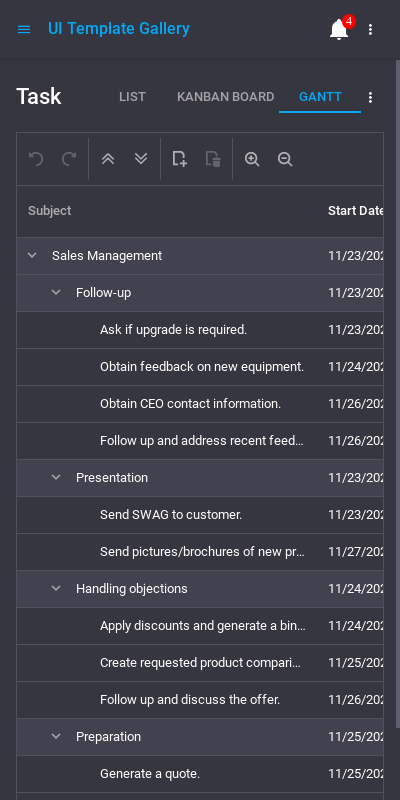 UI Template Gallery
4
Task
LIST
KANBAN BOARD
GANTT
Subject
Start Date
Sales Management
11/23/202
Follow-up
11/23/202
Ask if upgrade is required.
11/23/202
Obtain feedback on new equipment.
11/24/202
Obtain CEO contact information.
11/26/202
Follow up and address recent feed...
11/26/202
Presentation
11/23/202
Send SWAG to customer.
11/23/202
Send pictures/brochures of new pr...
11/27/202
Handling objections
11/24/202
Apply discounts and generate a bin...
11/24/202
Create requested product compari...
11/25/202
Follow up and discuss the offer.
11/26/202
Preparation
11/25/202
Generate a quote.
11/25/202